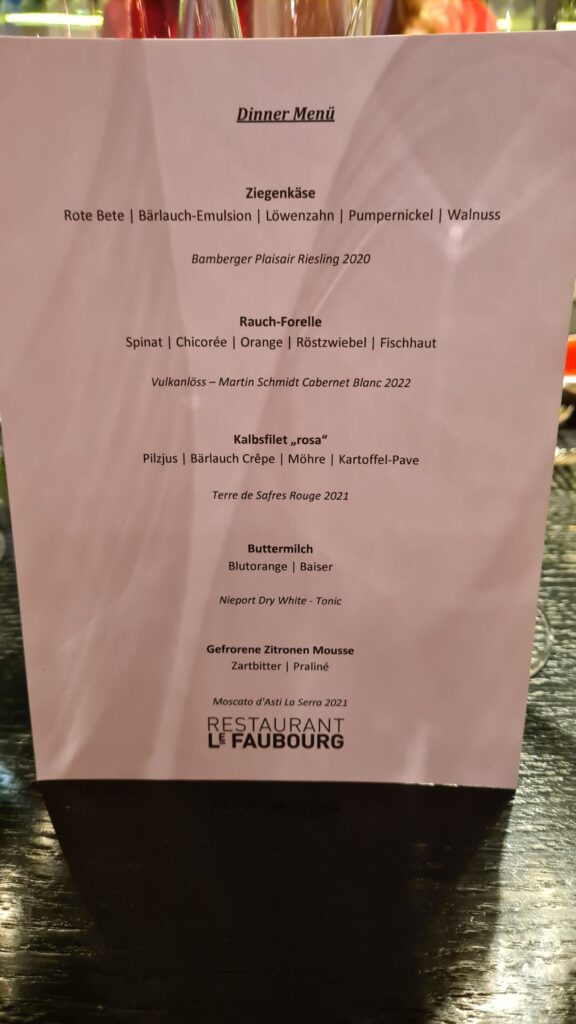 Dinner Menü
Ziegenkäse
Rote Bete | Bärlauch-Emulsion | Löwenzahn | Pumpernickel | Walnuss
Bamberger Plaisair Riesling 2020
Rauch-Forelle
Spinat | Chicorée | Orange | Röstzwiebel | Fischhaut
Vulkanlöss – Martin Schmidt Cabernet Blanc 2022
Kalbsfilet „rosa“
Pilzjus | Bärlauch Crêpe | Möhre | Kartoffel-Pave
Terre de Safres Rouge 2021
Buttermilch
Blutorange | Baiser
Nieport Dry White - Tonic
Gefrorene Zitronen Mousse
Zartbitter | Praliné
Moscato d'Asti La Serra 2021
RESTAURANT
LE FAUBOURG